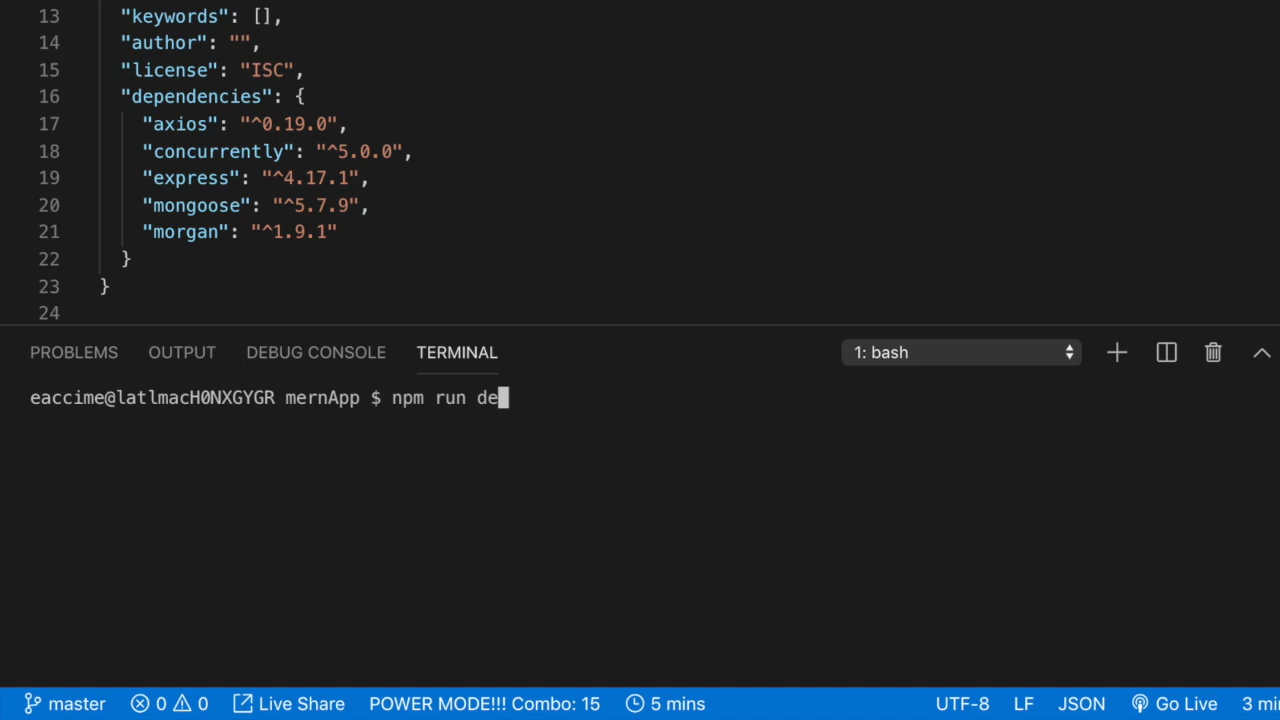 13 "keywords": [],
14 "author": "",
15 "license": "ISC",
16 "dependencies": {
17 "axios": "^0.19.0",
18 "concurrently": "^5.0.0",
19 "express": "^4.17.1",
20 "mongoose": "^5.7.9",
21 "morgan": "^1.9.1"
22 }
23 }
24
PROBLEMS OUTPUT DEBUG CONSOLE TERMINAL 1: bash
eaccime@latlmacH0NXGYGR mernApp $ npm run de
master 0 0 Live Share POWER MODE!!! Combo: 15 5 mins UTF-8 LF JSON Go Live 3